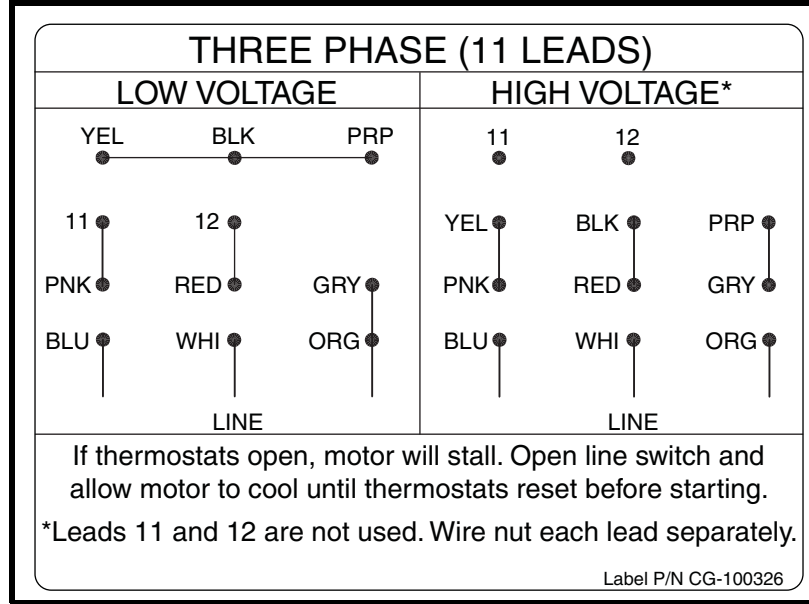 THREE PHASE (11 LEADS)
LOW VOLTAGE HIGH VOLTAGE*
YEL BLK PRP 11 12
11 12 YEL BLK PRP
PNK RED GRY PNK RED GRY
BLU WHI ORG BLU WHI ORG
LINE LINE
If thermostats open, motor will stall. Open line switch and
allow motor to cool until thermostats reset before starting.
*Leads 11 and 12 are not used. Wire nut each lead separately.
Label P/N CG-100326